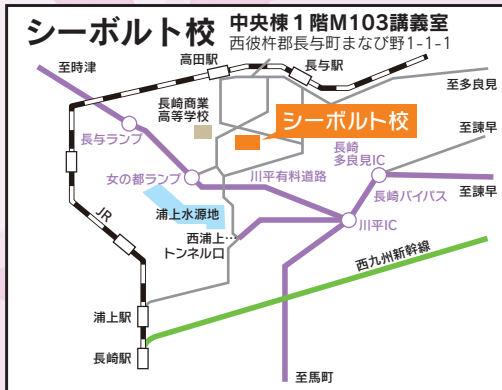 シーボルト校 中央棟1階M103講義室
西彼杵郡長与町まなび野1-1-1
至時津
高田駅
長与駅
至多良見
長崎商業
高等学校
シーボルト校
長与ランプ
長崎
多良見IC
至諫早
女の都ランプ
川平有料道路
長崎バイパス
至諫早
浦上水源地
JR
川平IC
西浦上
トンネル口
西九州新幹線
浦上駅
長崎駅
至馬町